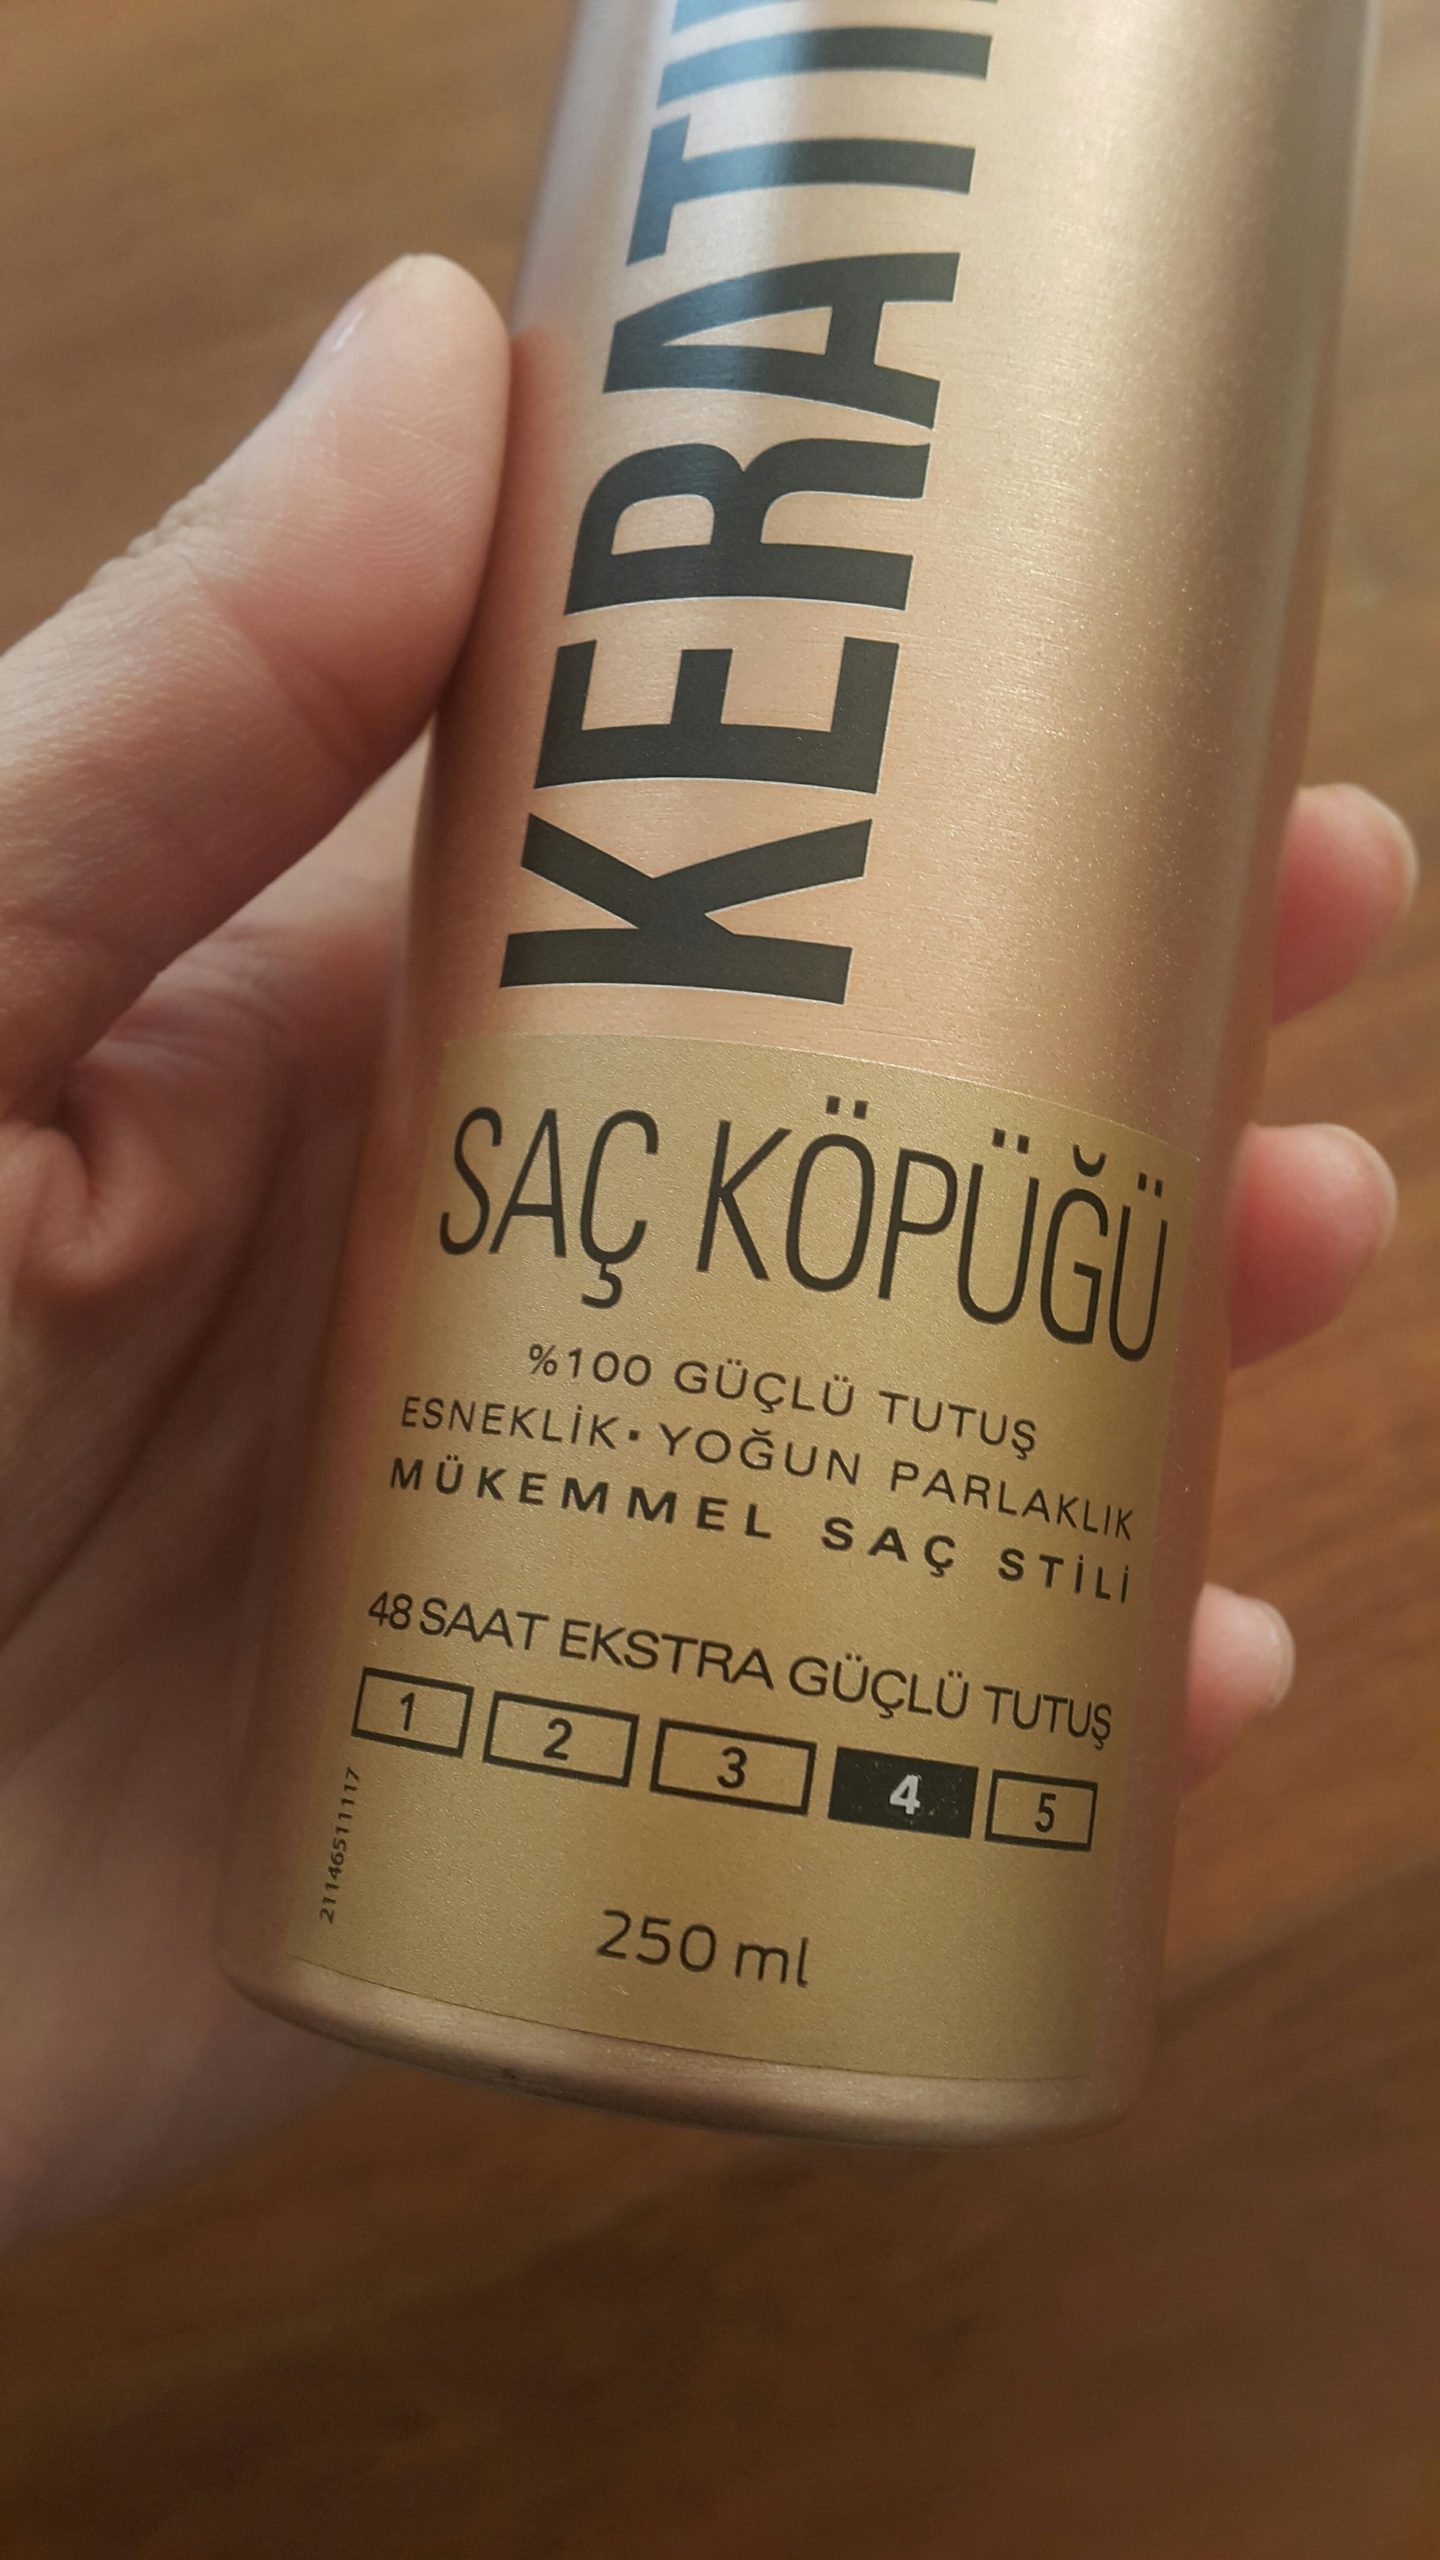 KERATIN
SAÇ KÖPÜĞÜ
%100 GÜÇLÜ TUTUŞ
ESNEKLİK▪YOĞUN PARLAKLIK
MÜKEMMEL SAÇ STİLİ
48 SAAT EKSTRA GÜÇLÜ TUTUŞ
1 2 3 4 5
21146511117
250 ml